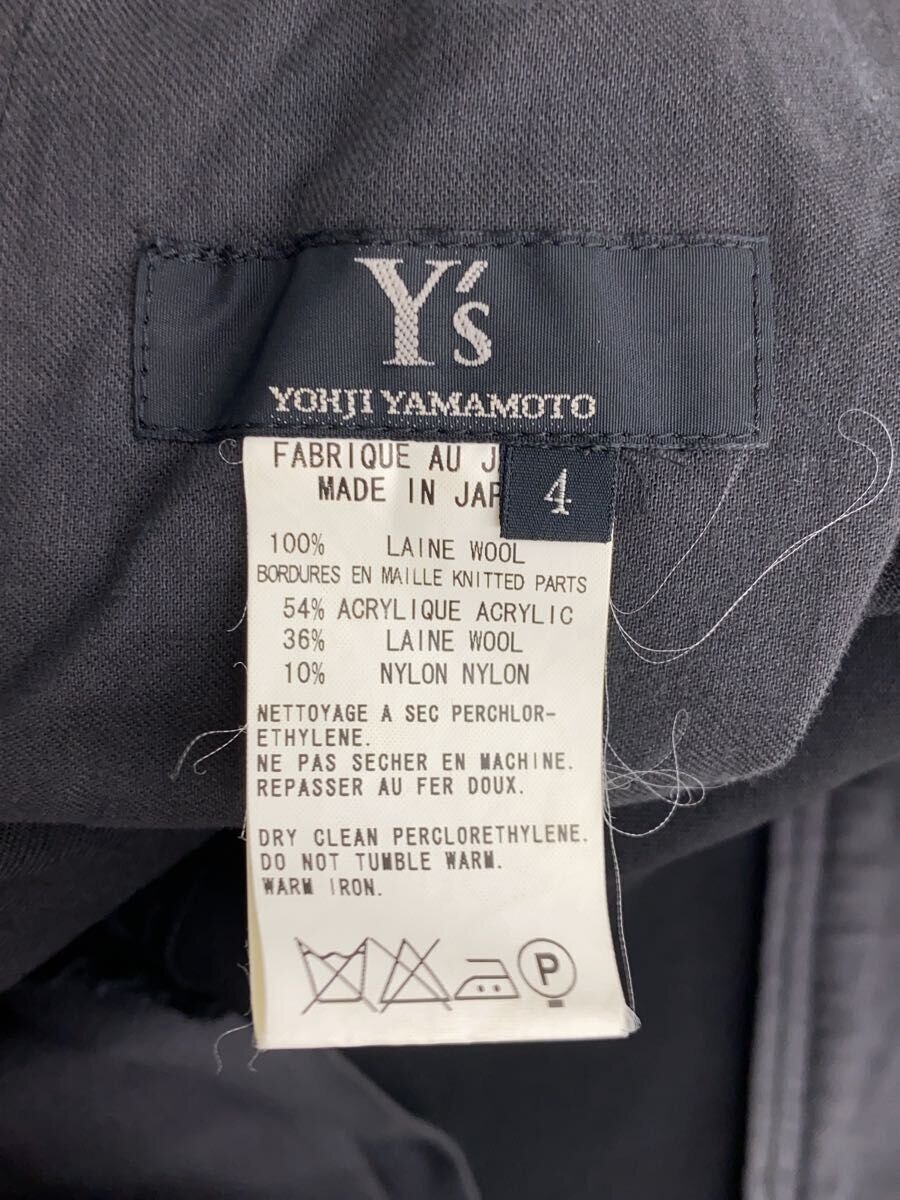 Y's
YOHJI YAMAMOTO
FABRIQUE AU J
MADE IN JAP
4
100% LAINE WOOL
BORDURES EN MAILLE KNITTED PARTS
54% ACRYLIQUE ACRYLIC
36% LAINE WOOL
10% NYLON NYLON
NETTOYAGE A SEC PERCHLOR-
ETHYLENE.
NE PAS SECHER EN MACHINE.
REPASSER AU FER DOUX.
DRY CLEAN PERCLORETHYLENE.
DO NOT TUMBLE WARM.
WARM IRON.
P